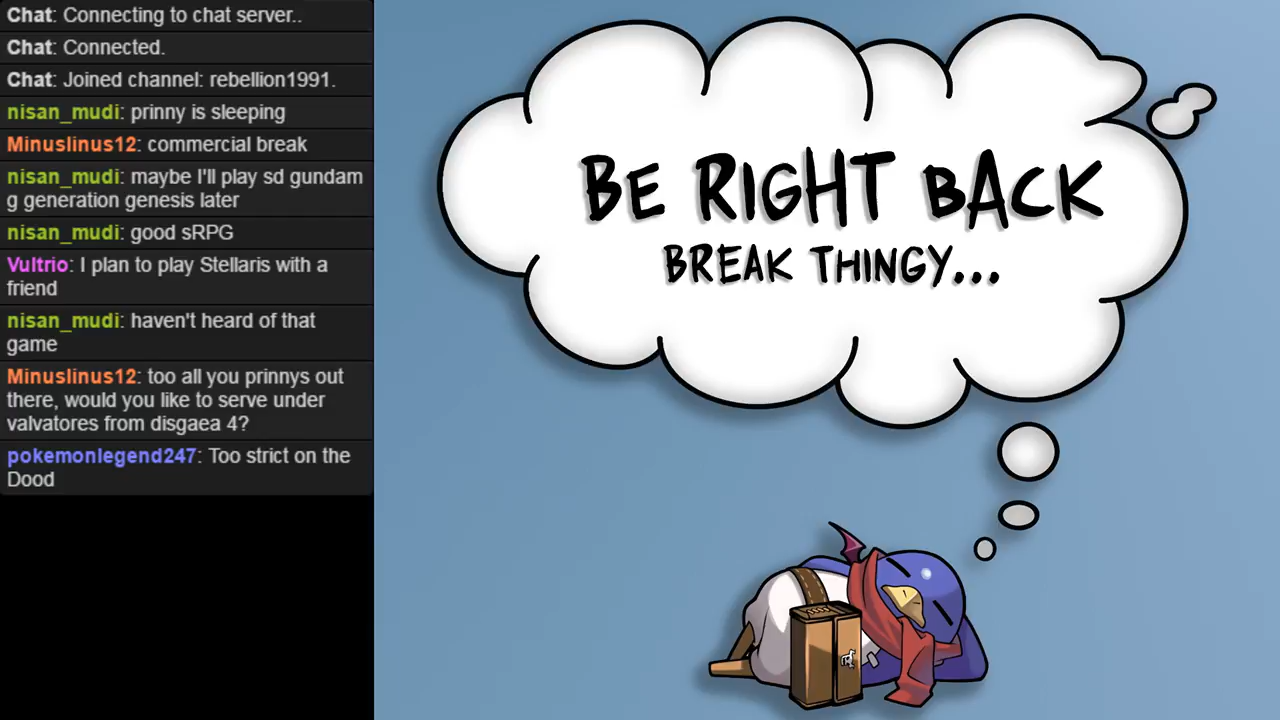 Chat: Connecting to chat server..
Chat: Connected.
Chat: Joined channel: rebellion1991.
nisan_mudi: prinny is sleeping
Minuslinus12: commercial break
nisan_mudi: maybe I'll play sd gundam
g generation genesis later
nisan_mudi: good sRPG
Vultrio: I plan to play Stellaris with a
friend
nisan_mudi: haven't heard of that
game
Minuslinus12: too all you prinnys out
there, would you like to serve under
valvatores from disgaea 4?
pokemonlegend247: Too strict on the
Dood
BE RIGHT BACK
BREAK THINGY...